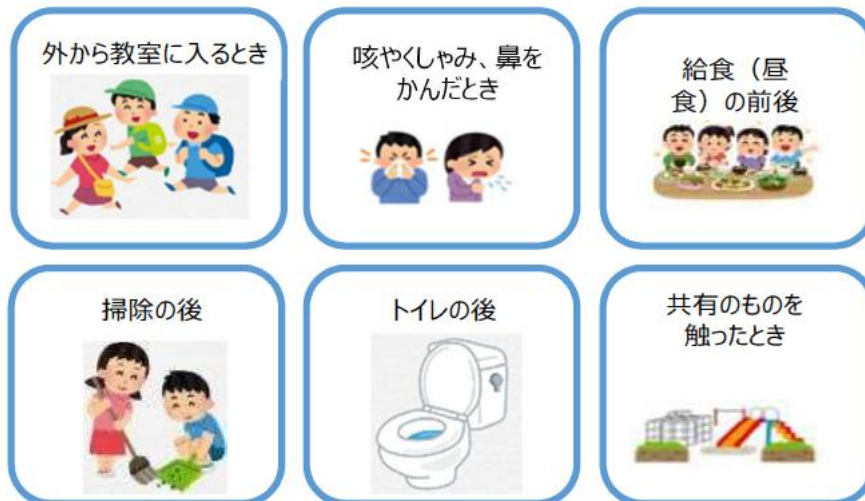 外から教室に入るとき
咳やくしゃみ、鼻を
かんだとき
給食（昼
食）の前後
掃除の後
トイレの後
共有のものを
触ったとき